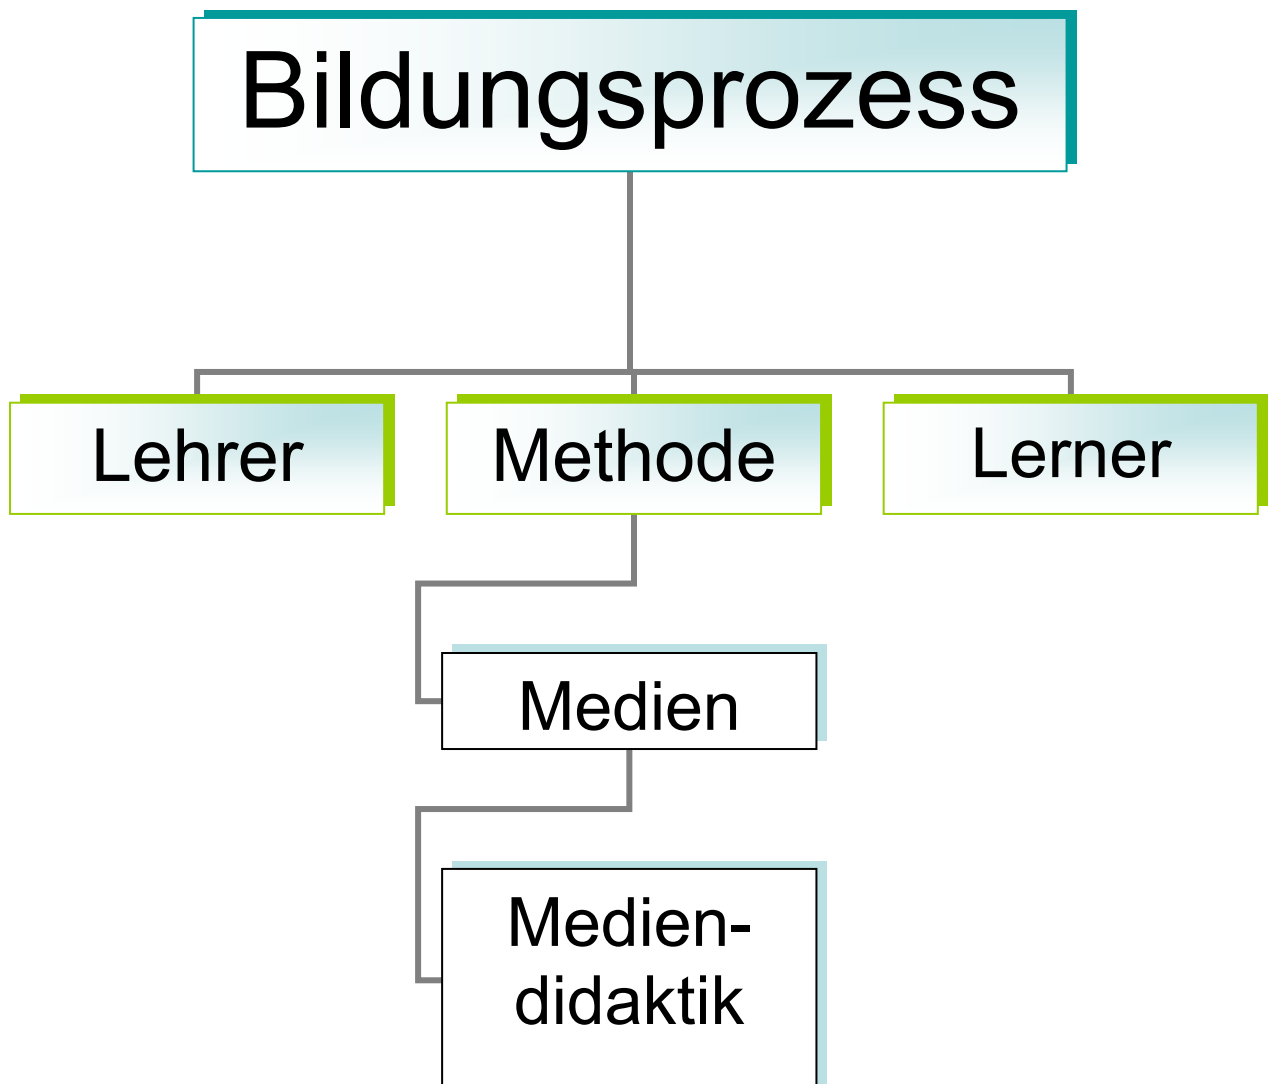 Bildungsprozess
Lehrer
Methode
Lerner
Medien
Medien-
didaktik